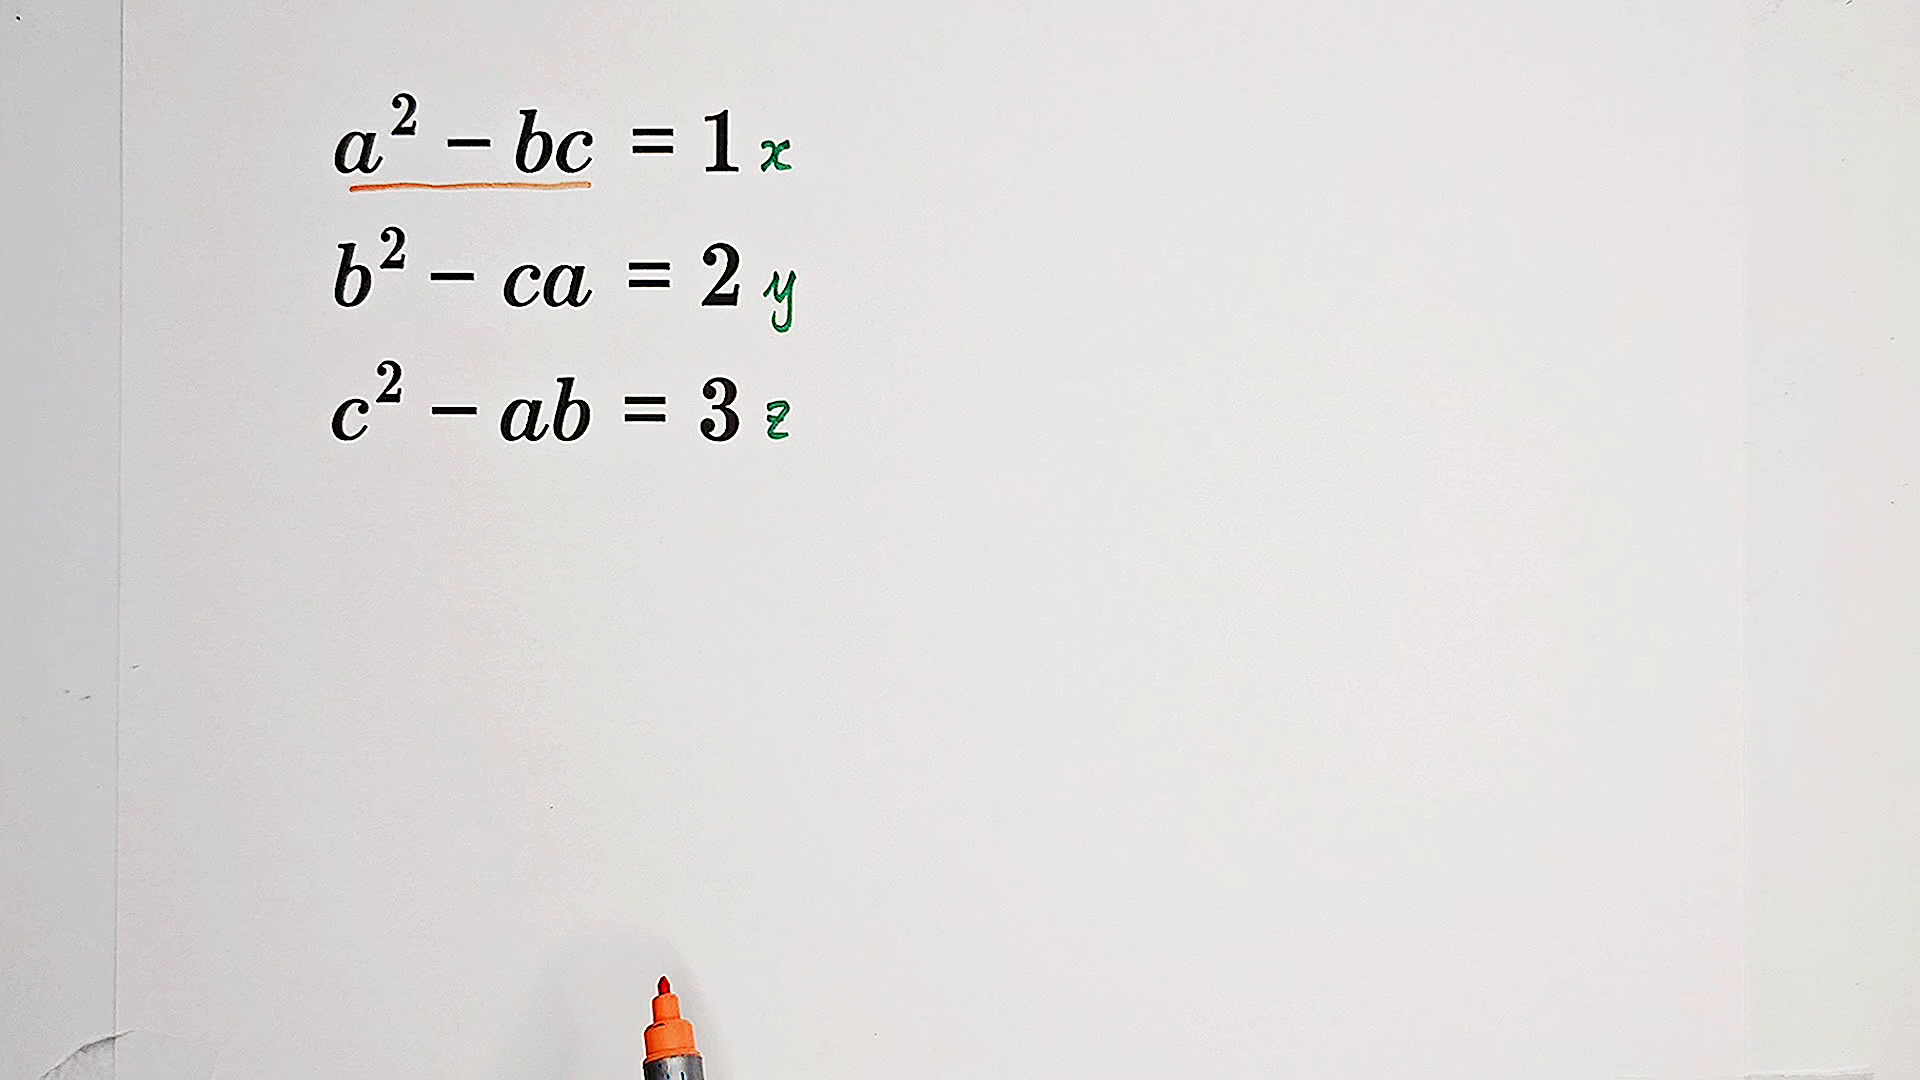 a² − bc = 1 x
b² − ca = 2 y
c² − ab = 3 z